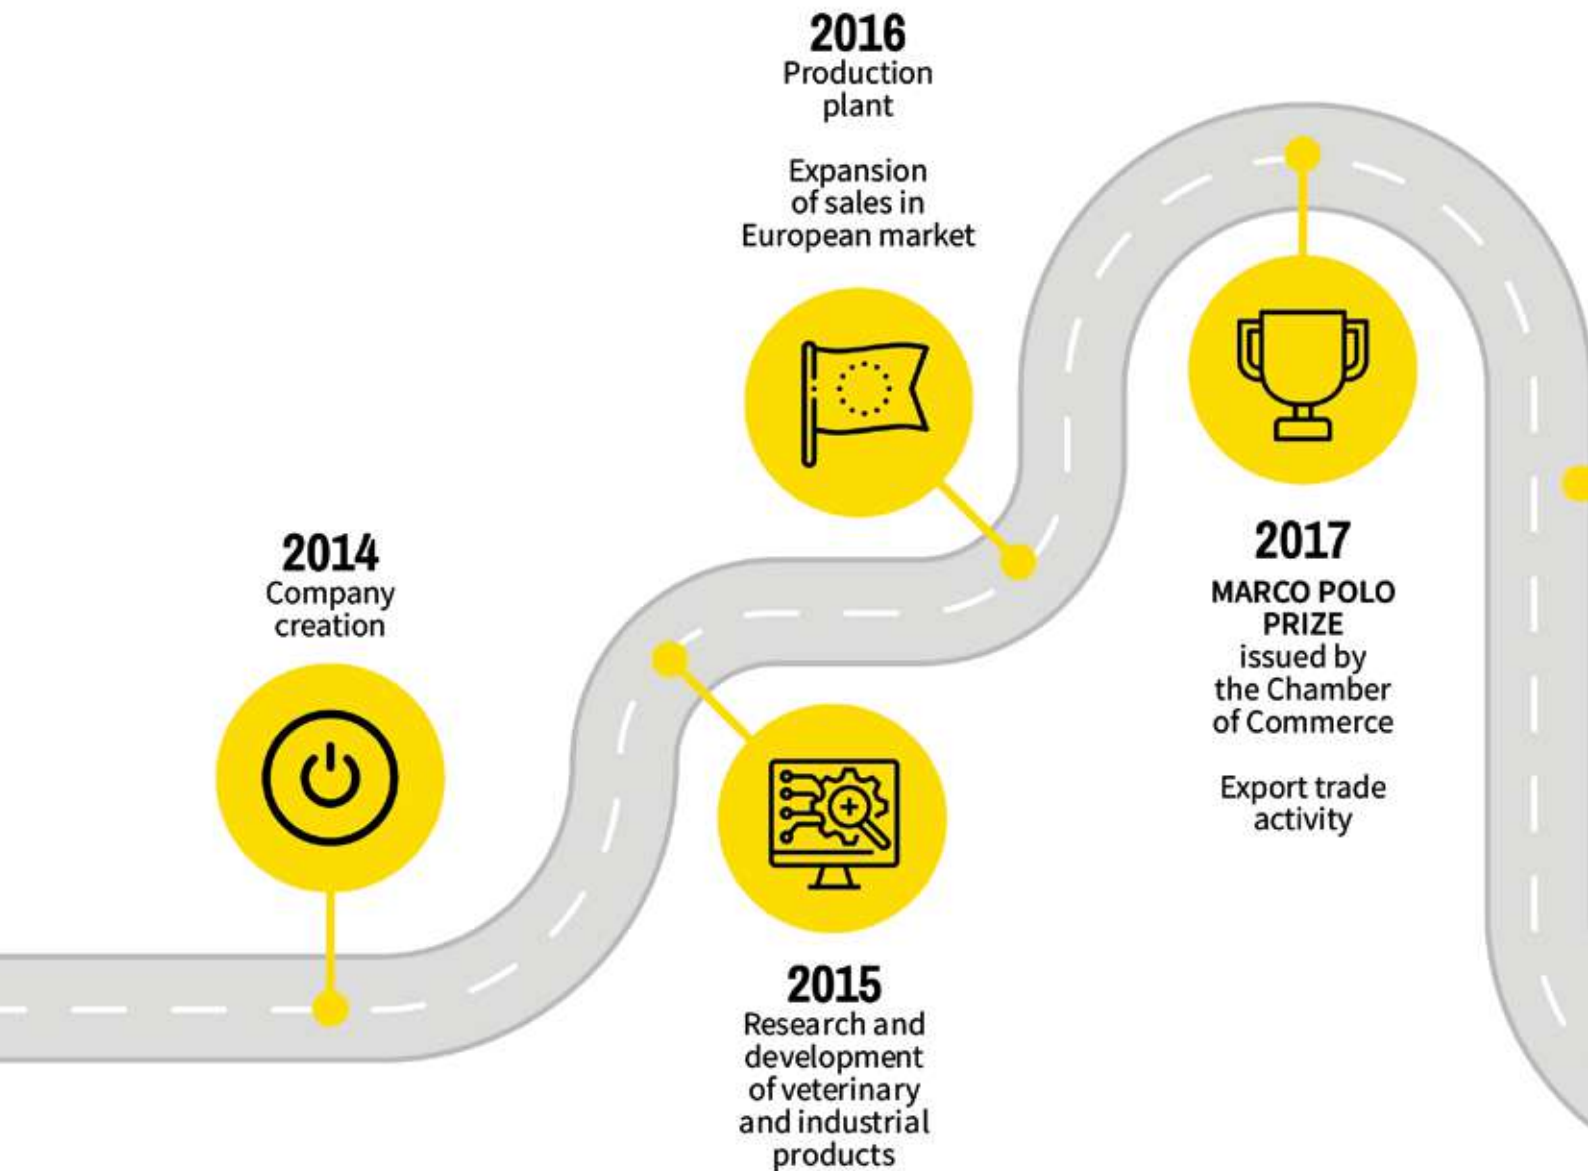 2014
Company
creation
2015
Research and
development
of veterinary
and industrial
products
2016
Production
plant
Expansion
of sales in
European market
2017
MARCO POLO
PRIZE
issued by
the Chamber
of Commerce
Export trade
activity